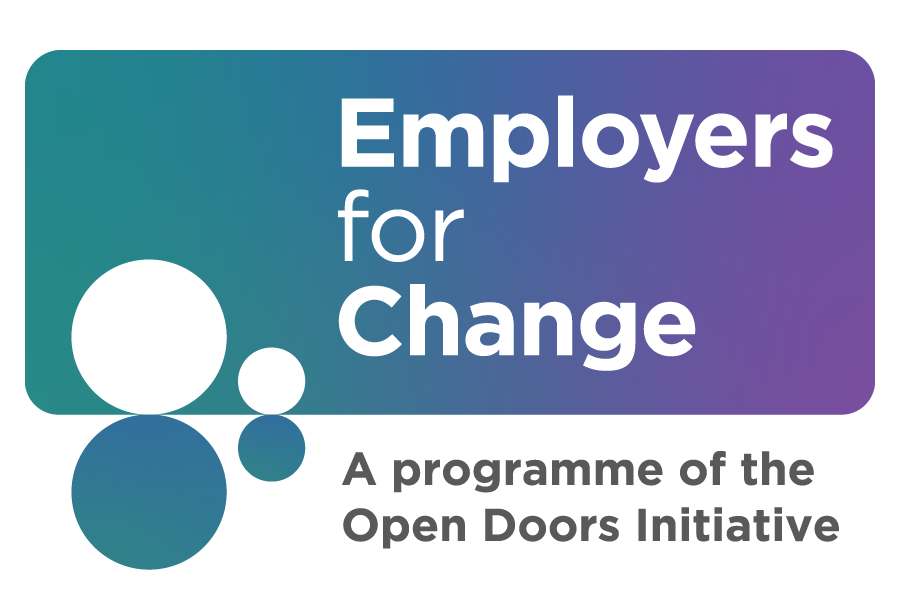 Employers
for
Change
A programme of the
Open Doors Initiative